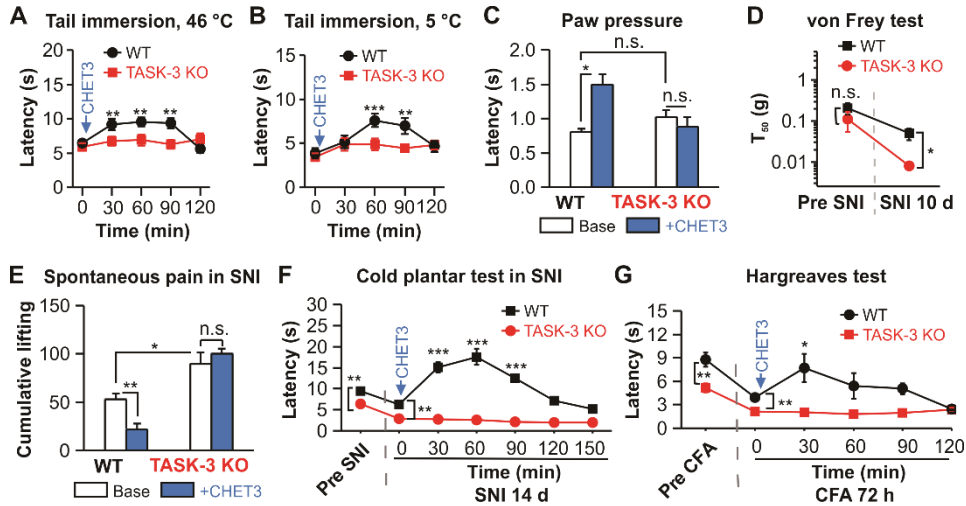 A Tail immersion, 46 °C
Latency (s)
15
10
5
0
CHET3
WT
TASK-3 KO
** ** **
0 30 60 90 120
Time (min)
B Tail immersion, 5 °C
Latency (s)
15
10
5
0
CHET3
WT
TASK-3 KO
*** **
0 30 60 90 120
Time (min)
C Paw pressure
Latency (s)
2.0
1.5
1.0
0.5
0.0
n.s.
*
n.s.
WT TASK-3 KO
Base +CHET3
D von Frey test
T50 (g)
1
0.1
0.01
WT
TASK-3 KO
n.s.
*
Pre SNI SNI 10 d
E Spontaneous pain in SNI
Cumulative lifting
150
100
50
0
*
**
n.s.
WT TASK-3 KO
Base +CHET3
F Cold plantar test in SNI
Latency (s)
30
25
20
15
10
5
0
CHET3
WT
TASK-3 KO
** *** *** ***
**
Pre SNI
0 30 60 90 120 150
Time (min)
SNI 14 d
G Hargreaves test
Latency (s)
15
12
9
6
3
0
CHET3
WT
TASK-3 KO
*
**
**
Pre CFA
0 30 60 90 120
Time (min)
CFA 72 h